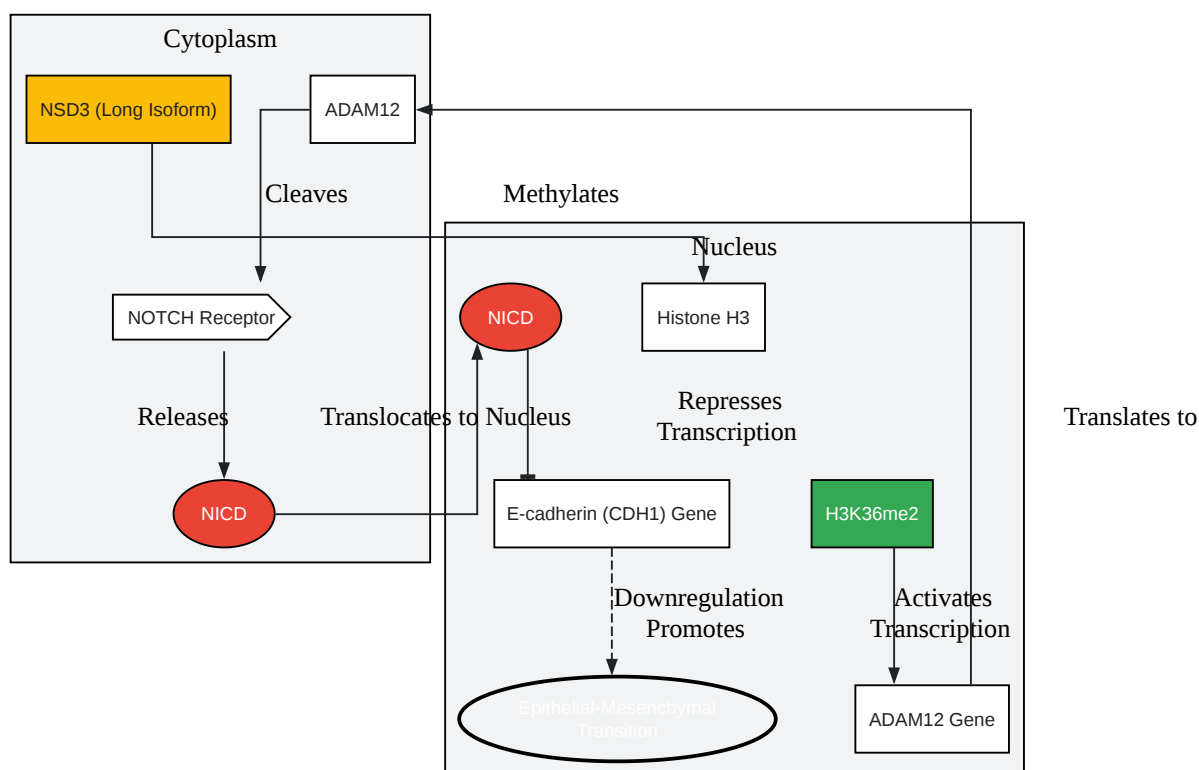 Cytoplasm
NSD3 (Long Isoform)
ADAM12
Cleaves
Methylates
Nucleus
NOTCH Receptor
NICD
Histone H3
Releases
Translocates to Nucleus
Represses
Transcription
Translates to
NICD
E-cadherin (CDH1) Gene
H3K36me2
Downregulation
Promotes
Activates
Transcription
Epithelial-Mesenchymal
Transition
ADAM12 Gene